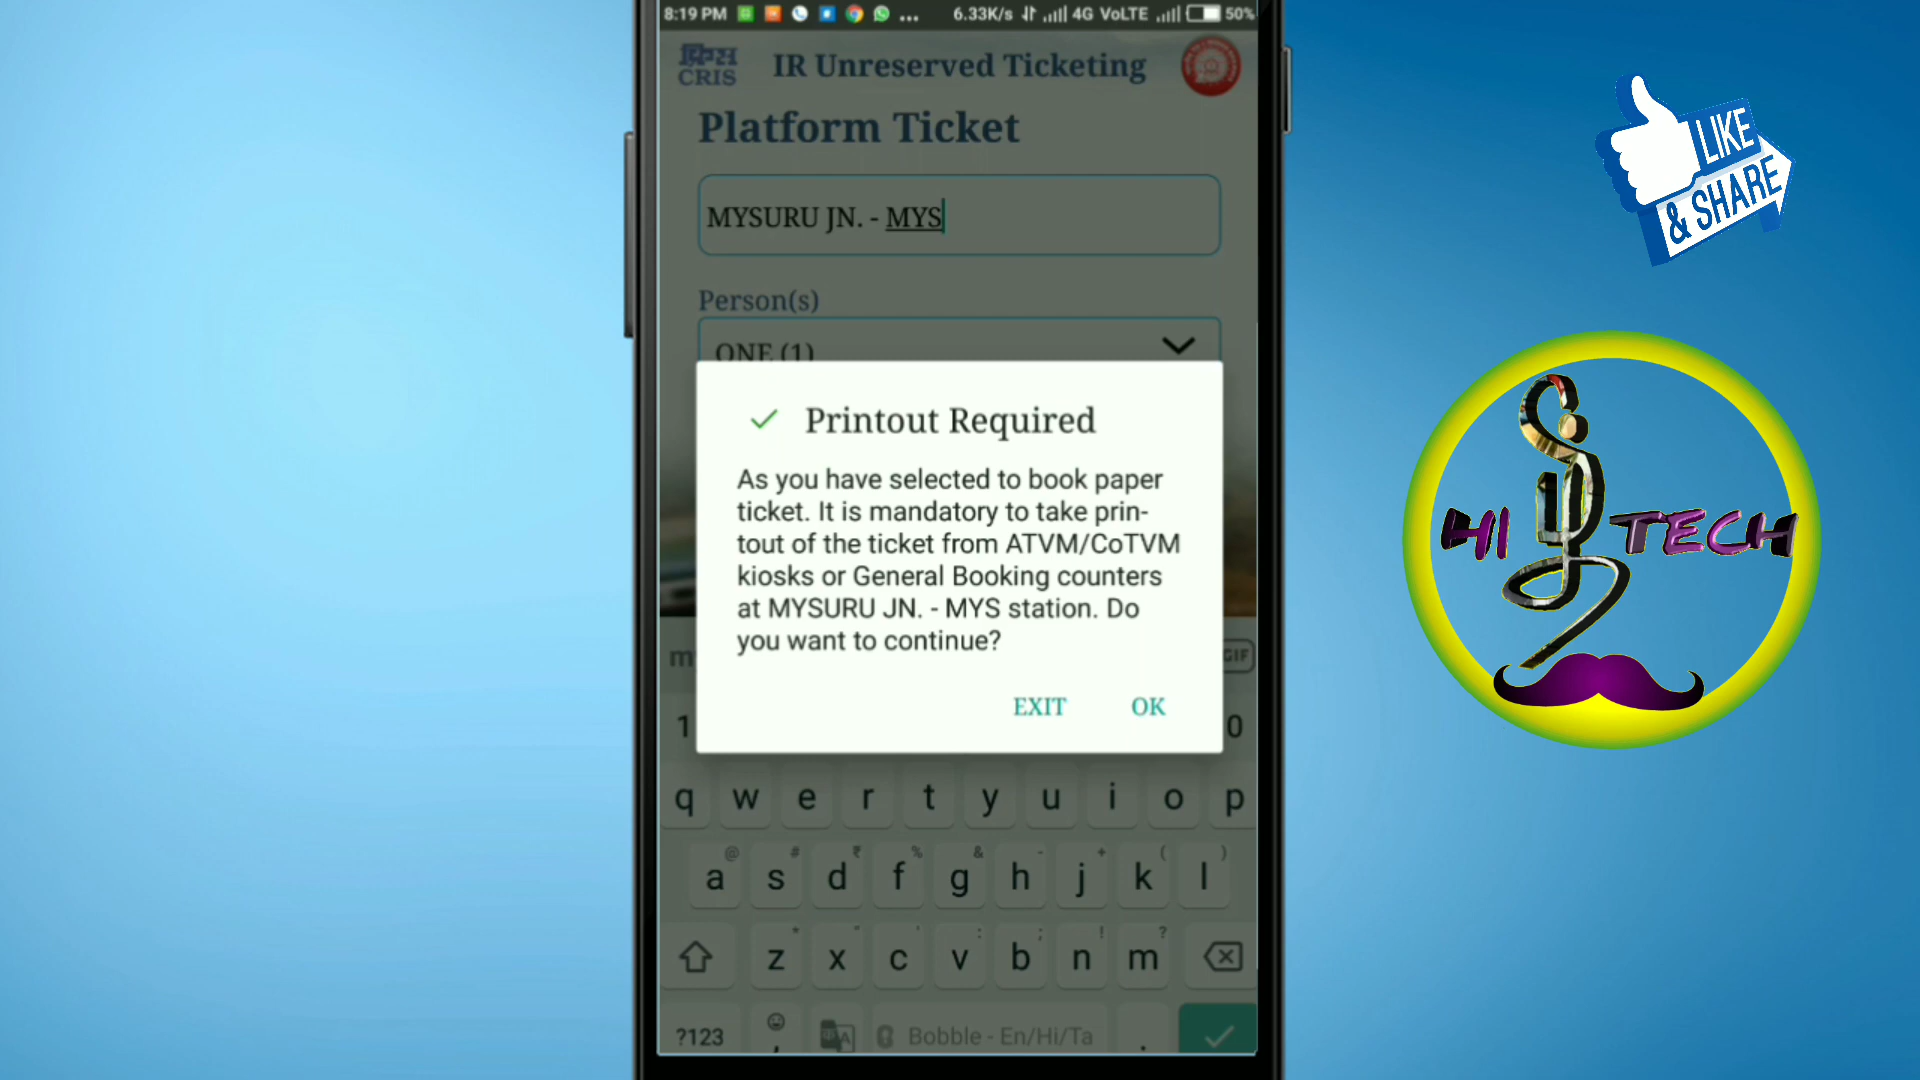 8:19 PM ... 6.33K/s 4G VoLTE 50%
क्रिस
CRIS
IR Unreserved Ticketing
Platform Ticket
MYSURU JN. - MYS
Person(s)
ONE (1)
Printout Required
As you have selected to book paper
ticket. It is mandatory to take prin-
tout of the ticket from ATVM/CoTVM
kiosks or General Booking counters
at MYSURU JN. - MYS station. Do
you want to continue?
EXIT OK
m GIF
1 0
q w e r t y u i o p
@ # ₹ % & - + ( )
a s d f g h j k l
* " ' : ; ! ?
z x c v b n m
?123 , Bobble - En/Hi/Ta .
LIKE
& SHARE
HI TECH